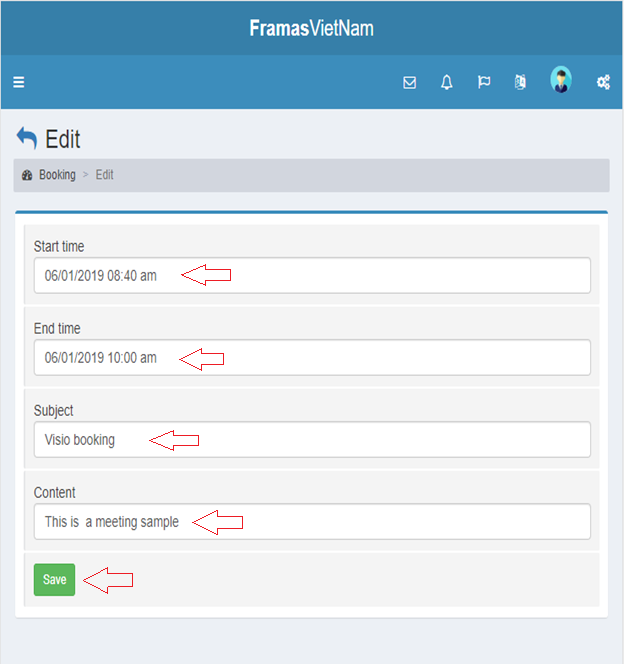 FramasVietNam
Edit
Booking > Edit
Start time
06/01/2019 08:40 am
End time
06/01/2019 10:00 am
Subject
Visio booking
Content
This is  a meeting sample
Save